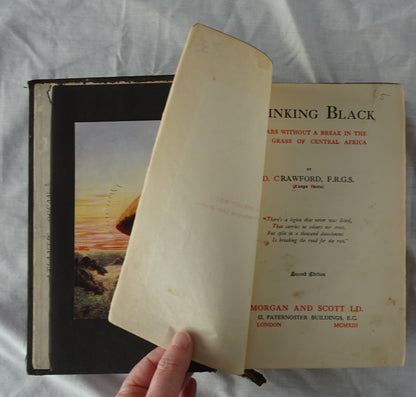 INKING BLACK
ARS WITHOUT A BREAK IN THE
GRASS OF CENTRAL AFRICA
BY
D. CRAWFORD, F.R.G.S.
(Konga Vantu)
"There's a legion that never was listed,
That carries no colours nor crest,
But split in a thousand detachments
Is breaking the road for the rest."
Second Edition
MORGAN AND SCOTT LD.
12, PATERNOSTER BUILDINGS, E.C.
LONDON MCMXIII